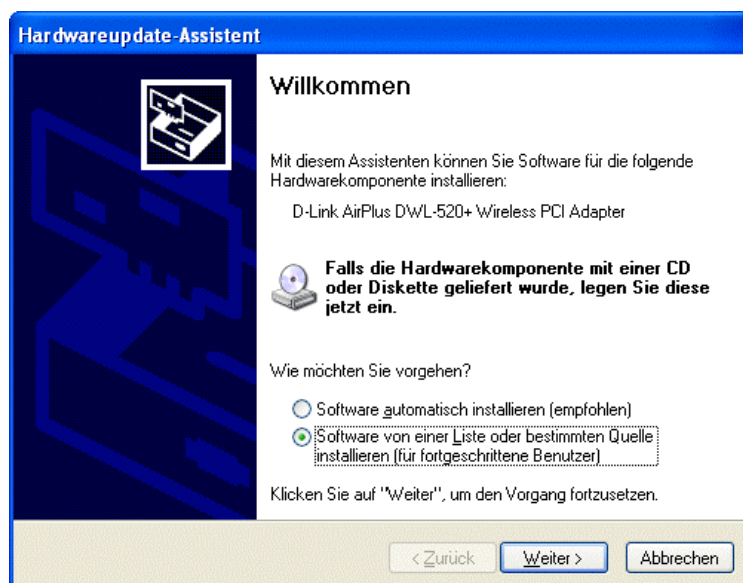 Hardwareupdate-Assistent
Willkommen
Mit diesem Assistenten können Sie Software für die folgende
Hardwarekomponente installieren:
D-Link AirPlus DWL-520+ Wireless PCI Adapter
Falls die Hardwarekomponente mit einer CD
oder Diskette geliefert wurde, legen Sie diese
jetzt ein.
Wie möchten Sie vorgehen?
Software automatisch installieren (empfohlen)
Software von einer Liste oder bestimmten Quelle
installieren (für fortgeschrittene Benutzer)
Klicken Sie auf "Weiter", um den Vorgang fortzusetzen.
< Zurück
Weiter >
Abbrechen